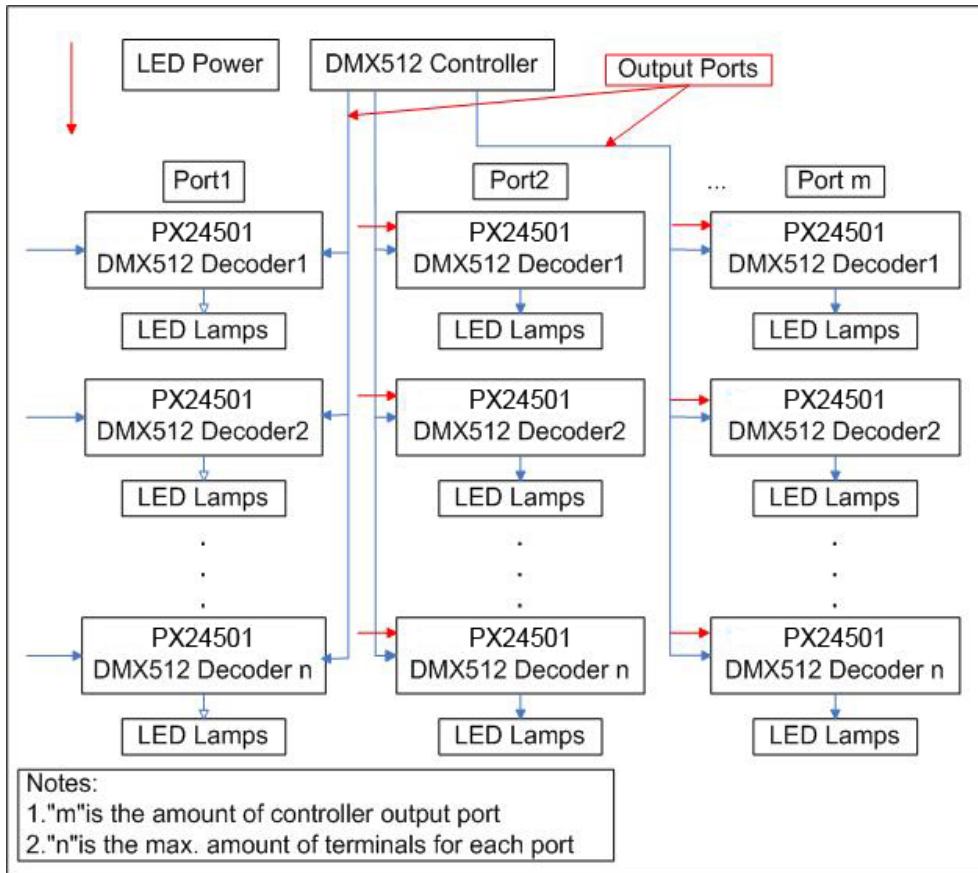 LED Power
DMX512 Controller
Output Ports
Port1
Port2
...
Port m
PX24501
DMX512 Decoder1
PX24501
DMX512 Decoder1
PX24501
DMX512 Decoder1
LED Lamps
LED Lamps
LED Lamps
PX24501
DMX512 Decoder2
PX24501
DMX512 Decoder2
PX24501
DMX512 Decoder2
LED Lamps
LED Lamps
LED Lamps
PX24501
DMX512 Decoder n
PX24501
DMX512 Decoder n
PX24501
DMX512 Decoder n
LED Lamps
LED Lamps
LED Lamps
Notes:
1."m"is the amount of controller output port
2."n"is the max. amount of terminals for each port